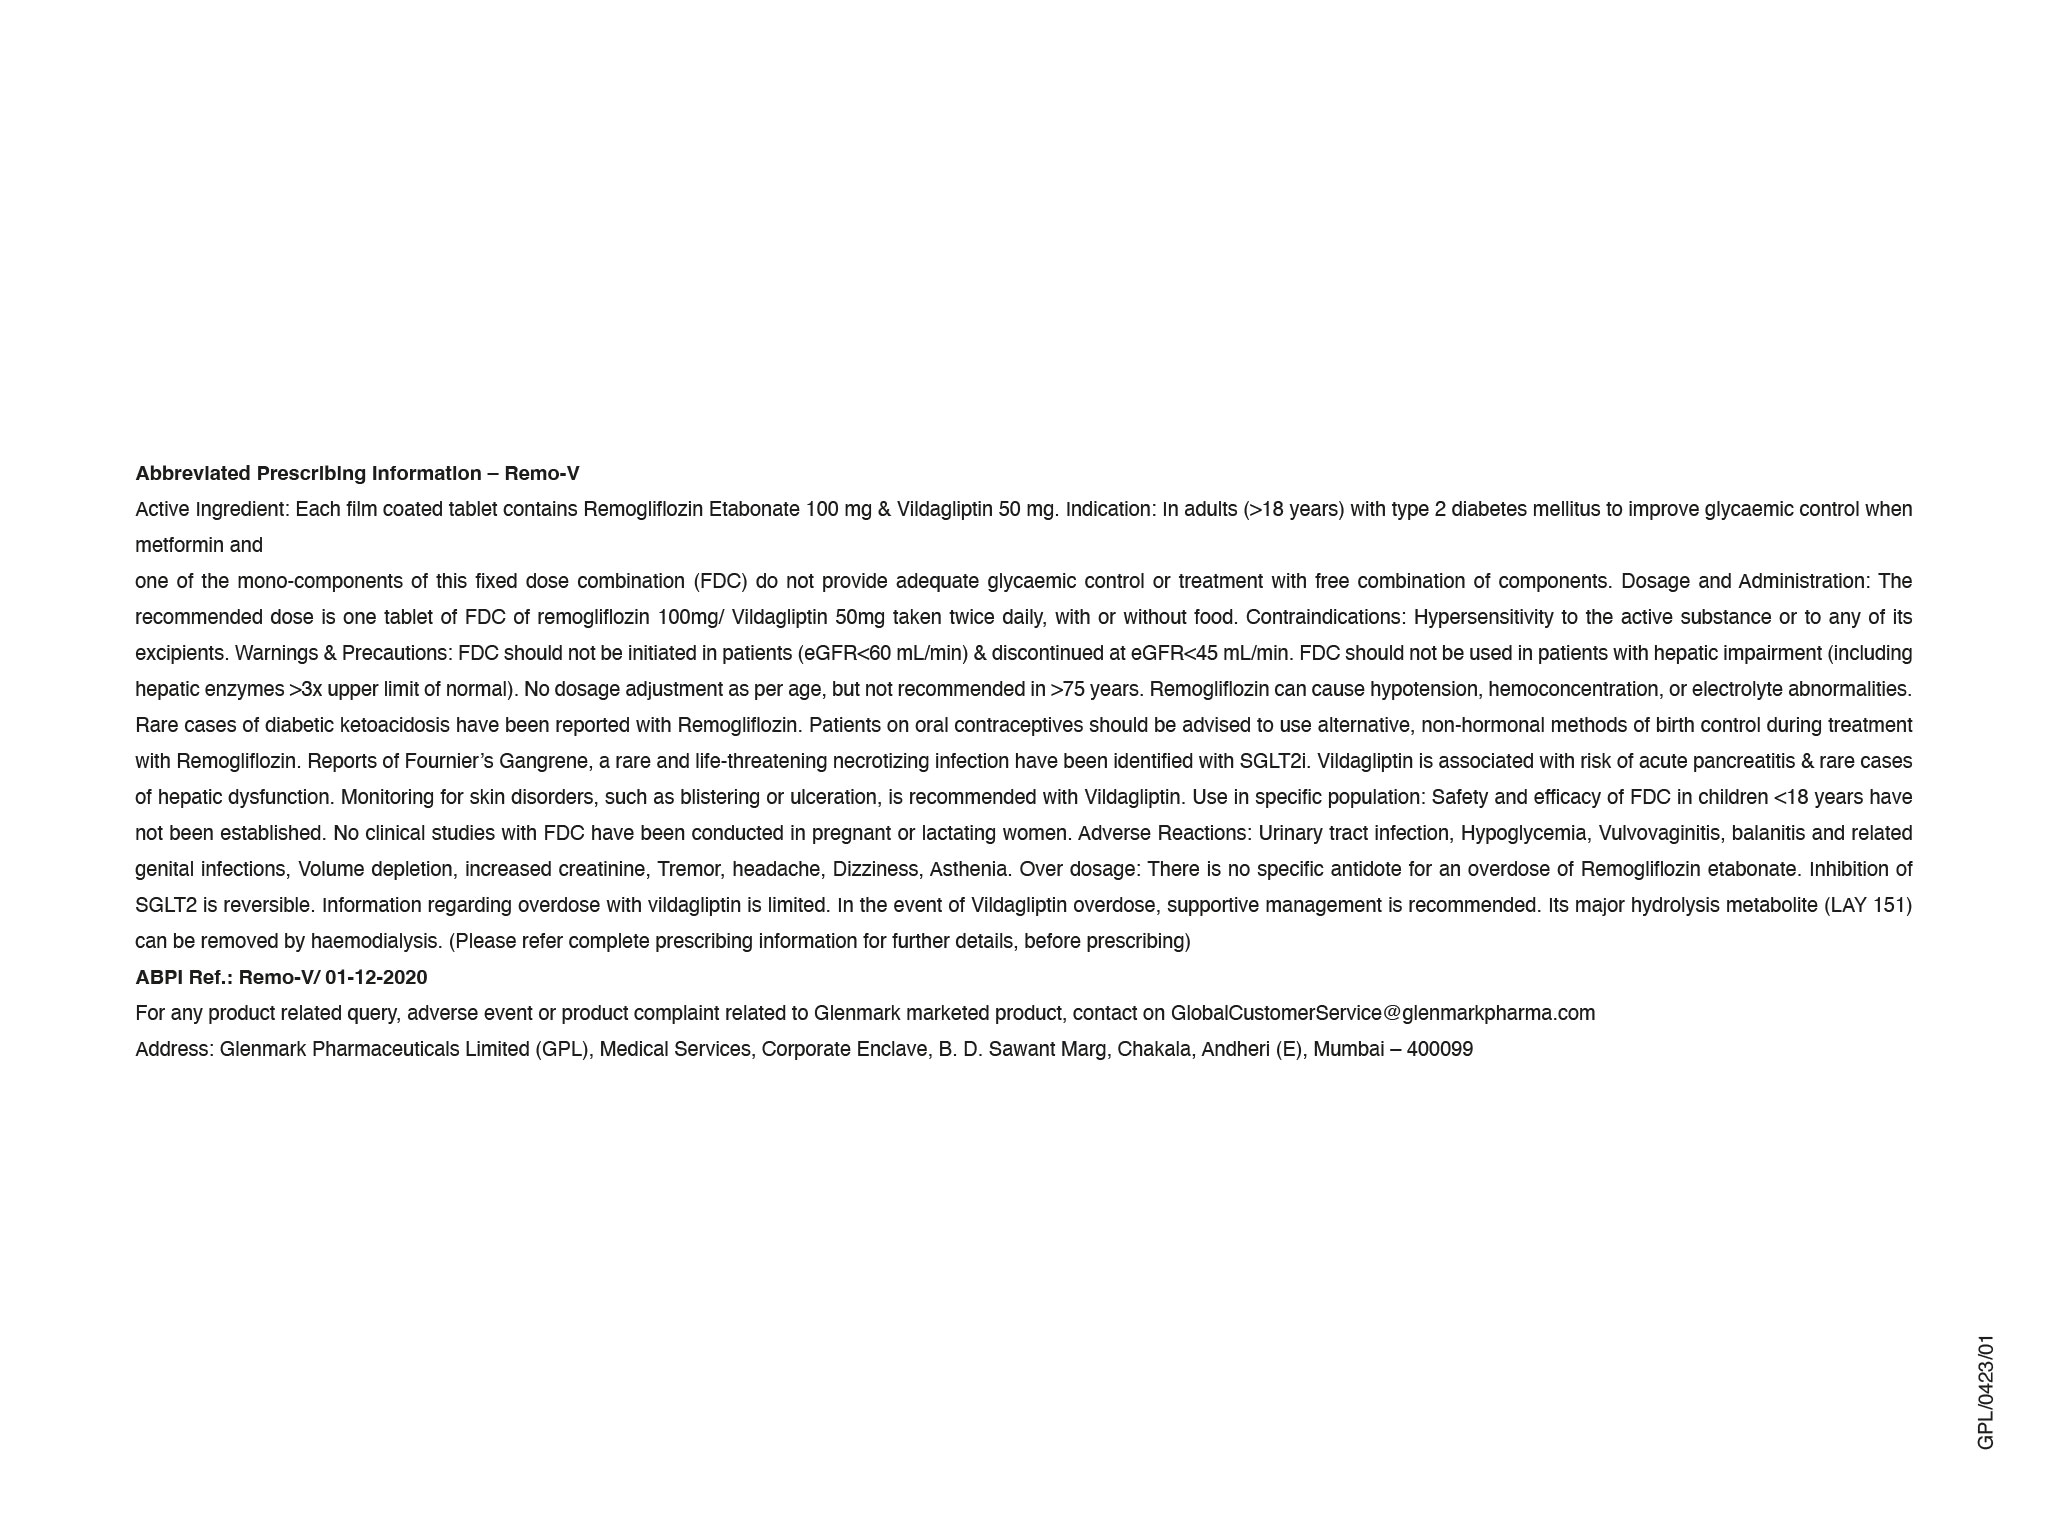 Abbreviated Prescribing Information – Remo-V
Active Ingredient: Each film coated tablet contains Remogliflozin Etabonate 100 mg & Vildagliptin 50 mg. Indication: In adults (>18 years) with type 2 diabetes mellitus to improve glycaemic control when
metformin and
one of the mono-components of this fixed dose combination (FDC) do not provide adequate glycaemic control or treatment with free combination of components. Dosage and Administration: The
recommended dose is one tablet of FDC of remogliflozin 100mg/ Vildagliptin 50mg taken twice daily, with or without food. Contraindications: Hypersensitivity to the active substance or to any of its
excipients. Warnings & Precautions: FDC should not be initiated in patients (eGFR<60 mL/min) & discontinued at eGFR<45 mL/min. FDC should not be used in patients with hepatic impairment (including
hepatic enzymes >3x upper limit of normal). No dosage adjustment as per age, but not recommended in >75 years. Remogliflozin can cause hypotension, hemoconcentration, or electrolyte abnormalities.
Rare cases of diabetic ketoacidosis have been reported with Remogliflozin. Patients on oral contraceptives should be advised to use alternative, non-hormonal methods of birth control during treatment
with Remogliflozin. Reports of Fournier’s Gangrene, a rare and life-threatening necrotizing infection have been identified with SGLT2i. Vildagliptin is associated with risk of acute pancreatitis & rare cases
of hepatic dysfunction. Monitoring for skin disorders, such as blistering or ulceration, is recommended with Vildagliptin. Use in specific population: Safety and efficacy of FDC in children <18 years have
not been established. No clinical studies with FDC have been conducted in pregnant or lactating women. Adverse Reactions: Urinary tract infection, Hypoglycemia, Vulvovaginitis, balanitis and related
genital infections, Volume depletion, increased creatinine, Tremor, headache, Dizziness, Asthenia. Over dosage: There is no specific antidote for an overdose of Remogliflozin etabonate. Inhibition of
SGLT2 is reversible. Information regarding overdose with vildagliptin is limited. In the event of Vildagliptin overdose, supportive management is recommended. Its major hydrolysis metabolite (LAY 151)
can be removed by haemodialysis. (Please refer complete prescribing information for further details, before prescribing)
ABPI Ref.: Remo-V/ 01-12-2020
For any product related query, adverse event or product complaint related to Glenmark marketed product, contact on GlobalCustomerService@glenmarkpharma.com
Address: Glenmark Pharmaceuticals Limited (GPL), Medical Services, Corporate Enclave, B. D. Sawant Marg, Chakala, Andheri (E), Mumbai – 400099
GPL/0423/01